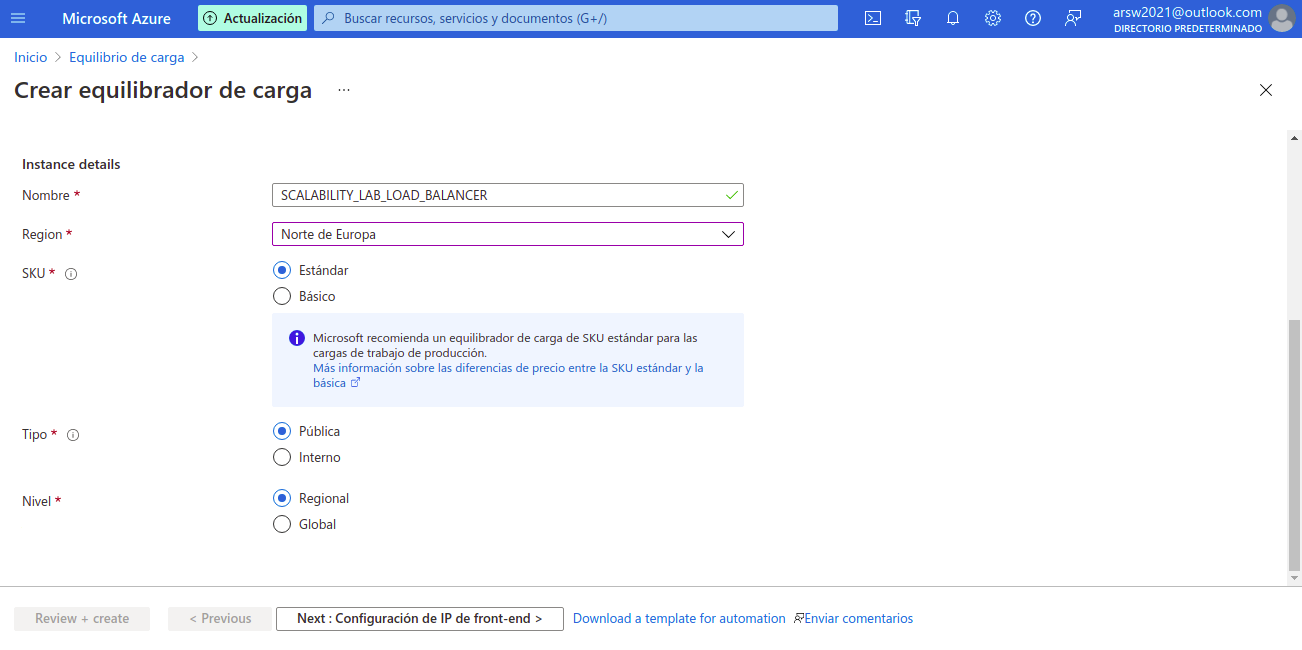 Microsoft Azure
Actualización
Buscar recursos, servicios y documentos (G+/)
arsw2021@outlook.com
DIRECTORIO PREDETERMINADO
Inicio > Equilibrio de carga >
Crear equilibrador de carga ...
Instance details
Nombre *
SCALABILITY_LAB_LOAD_BALANCER
Region *
Norte de Europa
SKU *
Estándar
Básico
Microsoft recomienda un equilibrador de carga de SKU estándar para las
cargas de trabajo de producción.
Más información sobre las diferencias de precio entre la SKU estándar y la
básica
Tipo *
Pública
Interno
Nivel *
Regional
Global
Review + create
< Previous
Next : Configuración de IP de front-end >
Download a template for automation
Enviar comentarios